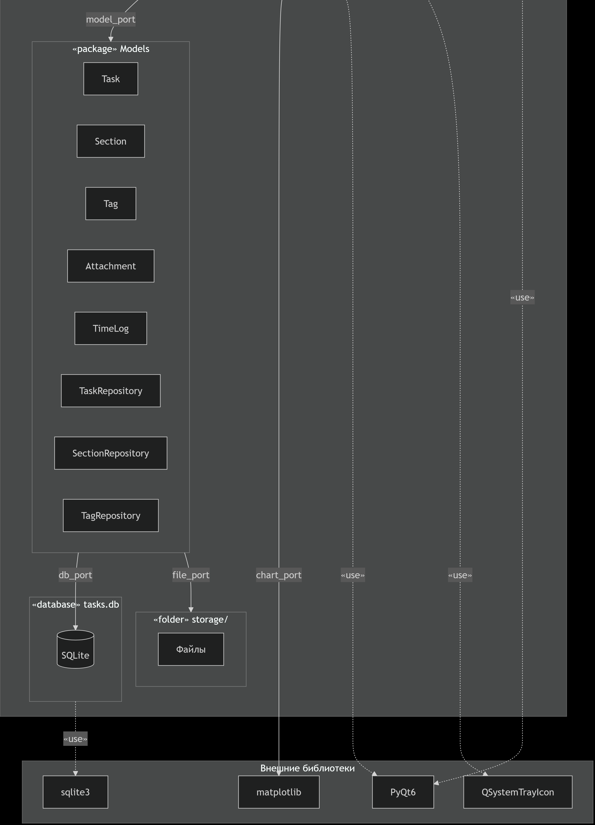 model_port
«package» Models
Task
Section
Tag
Attachment
TimeLog
TaskRepository
SectionRepository
TagRepository
«use»
db_port
file_port
chart_port
«use»
«use»
«database» tasks.db
SQLite
«folder» storage/
Файлы
«use»
Внешние библиотеки
sqlite3
matplotlib
PyQt6
QSystemTrayIcon